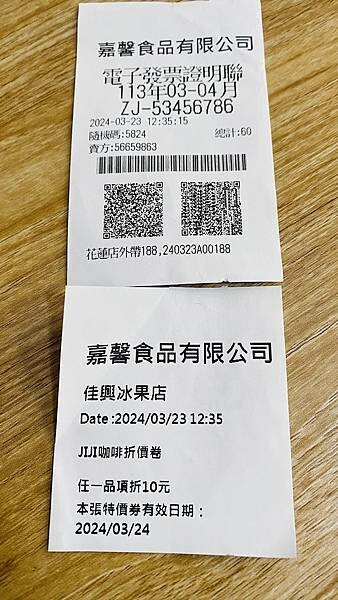 嘉馨食品有限公司
電子發票證明聯
113年03-04月
ZJ-53456786
2024-03-23 12:35:15
隨機碼:5824 總計:60
賣方:56659863
花蓮店外帶188,240323A00188
嘉馨食品有限公司
佳興冰果店
Date :2024/03/23 12:35
JIJI咖啡折價卷
任一品項折10元
本張特價券有效日期：
2024/03/24